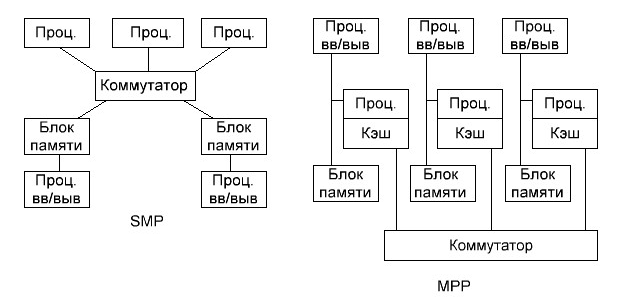 Проц.
Проц.
Проц.
Коммутатор
Блок
памяти
Блок
памяти
Проц.
вв/выв
Проц.
вв/выв
SMP
Проц.
вв/выв
Проц.
вв/выв
Проц.
вв/выв
Проц.
Кэш
Проц.
Кэш
Проц.
Кэш
Блок
памяти
Блок
памяти
Блок
памяти
Коммутатор
MPP